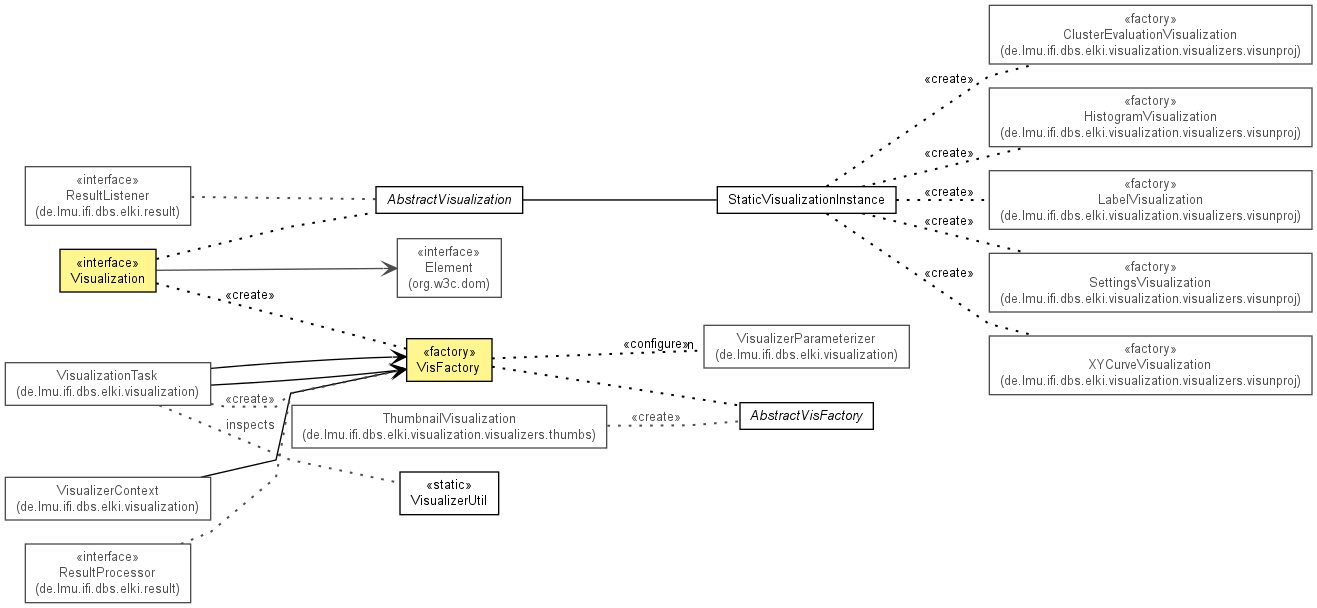 «factory»
ClusterEvaluationVisualization
(de.lmu.ifi.dbs.elki.visualization.visualizers.visunproj)
«create»
«factory»
HistogramVisualization
(de.lmu.ifi.dbs.elki.visualization.visualizers.visunproj)
«create»
«interface»
ResultListener
(de.lmu.ifi.dbs.elki.result)
AbstractVisualization
StaticVisualizationInstance
«create»
«factory»
LabelVisualization
(de.lmu.ifi.dbs.elki.visualization.visualizers.visunproj)
«create»
«interface»
Visualization
«interface»
Element
(org.w3c.dom)
«create»
«factory»
SettingsVisualization
(de.lmu.ifi.dbs.elki.visualization.visualizers.visunproj)
«create»
«factory»
VisFactory
«configure»
n
VisualizerParameterizer
(de.lmu.ifi.dbs.elki.visualization)
«factory»
XYCurveVisualization
(de.lmu.ifi.dbs.elki.visualization.visualizers.visunproj)
VisualizationTask
(de.lmu.ifi.dbs.elki.visualization)
«create»
inspects
ThumbnailVisualization
(de.lmu.ifi.dbs.elki.visualization.visualizers.thumbs)
«create»
AbstractVisFactory
VisualizerContext
(de.lmu.ifi.dbs.elki.visualization)
«static»
VisualizerUtil
«interface»
ResultProcessor
(de.lmu.ifi.dbs.elki.result)